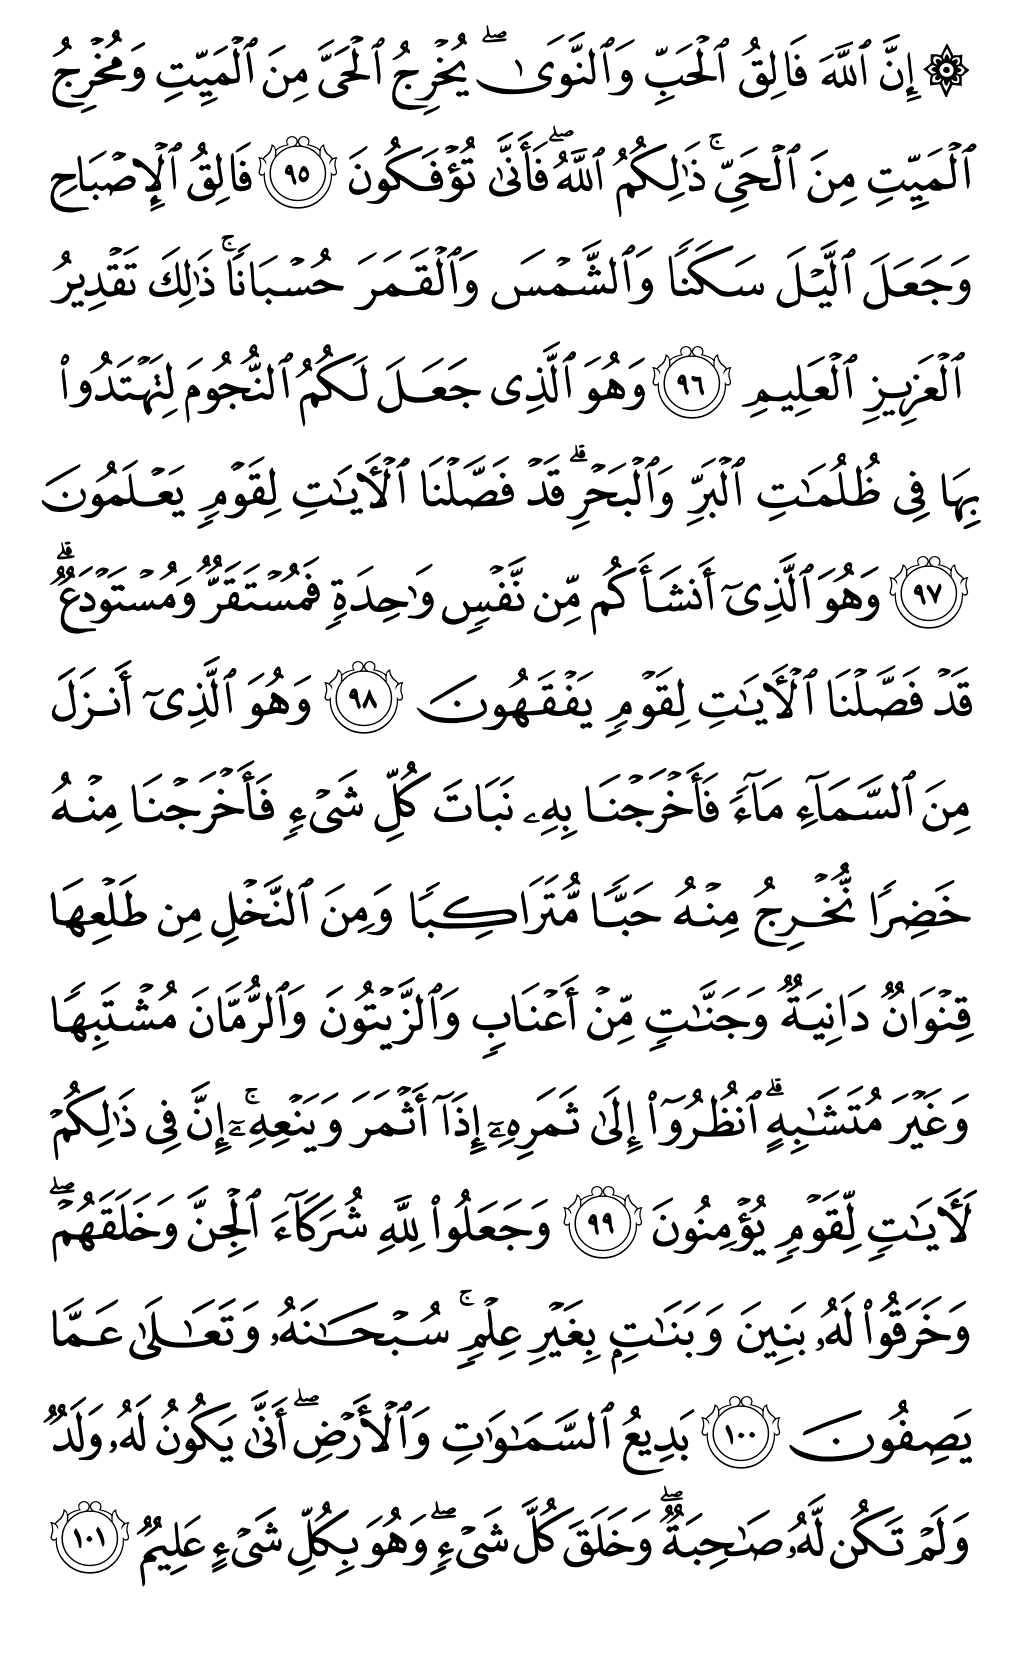 ۞ إِنَّ ٱللَّهَ فَالِقُ ٱلْحَبِّ وَٱلنَّوَىٰ ۖ يُخْرِجُ ٱلْحَىَّ مِنَ ٱلْمَيِّتِ وَمُخْرِجُ
ٱلْمَيِّتِ مِنَ ٱلْحَىِّ ۚ ذَٰلِكُمُ ٱللَّهُ ۖ فَأَنَّىٰ تُؤْفَكُونَ ٩٥ فَالِقُ ٱلْإِصْبَاحِ
وَجَعَلَ ٱلَّيْلَ سَكَنًا وَٱلشَّمْسَ وَٱلْقَمَرَ حُسْبَانًا ۚ ذَٰلِكَ تَقْدِيرُ
ٱلْعَزِيزِ ٱلْعَلِيمِ ٩٦ وَهُوَ ٱلَّذِى جَعَلَ لَكُمُ ٱلنُّجُومَ لِتَهْتَدُوا۟
بِهَا فِى ظُلُمَـٰتِ ٱلْبَرِّ وَٱلْبَحْرِ ۗ قَدْ فَصَّلْنَا ٱلْـَٔايَـٰتِ لِقَوْمٍ يَعْلَمُونَ
٩٧ وَهُوَ ٱلَّذِىٓ أَنشَأَكُم مِّن نَّفْسٍ وَٰحِدَةٍ فَمُسْتَقَرٌّ وَمُسْتَوْدَعٌ ۗ
قَدْ فَصَّلْنَا ٱلْـَٔايَـٰتِ لِقَوْمٍ يَفْقَهُونَ ٩٨ وَهُوَ ٱلَّذِىٓ أَنزَلَ
مِنَ ٱلسَّمَآءِ مَآءً فَأَخْرَجْنَا بِهِۦ نَبَاتَ كُلِّ شَىْءٍ فَأَخْرَجْنَا مِنْهُ
خَضِرًا نُّخْرِجُ مِنْهُ حَبًّا مُّتَرَاكِبًا وَمِنَ ٱلنَّخْلِ مِن طَلْعِهَا
قِنْوَانٌ دَانِيَةٌ وَجَنَّـٰتٍ مِّنْ أَعْنَابٍ وَٱلزَّيْتُونَ وَٱلرُّمَّانَ مُشْتَبِهًا
وَغَيْرَ مُتَشَـٰبِهٍ ۗ ٱنظُرُوٓا۟ إِلَىٰ ثَمَرِهِۦٓ إِذَآ أَثْمَرَ وَيَنْعِهِۦٓ ۚ إِنَّ فِى ذَٰلِكُمْ
لَـَٔايَـٰتٍ لِّقَوْمٍ يُؤْمِنُونَ ٩٩ وَجَعَلُوا۟ لِلَّهِ شُرَكَآءَ ٱلْجِنَّ وَخَلَقَهُمْ ۖ
وَخَرَقُوا۟ لَهُۥ بَنِينَ وَبَنَـٰتٍۭ بِغَيْرِ عِلْمٍ ۚ سُبْحَـٰنَهُۥ وَتَعَـٰلَىٰ عَمَّا
يَصِفُونَ ١٠٠ بَدِيعُ ٱلسَّمَـٰوَٰتِ وَٱلْأَرْضِ ۖ أَنَّىٰ يَكُونُ لَهُۥ وَلَدٌ
وَلَمْ تَكُن لَّهُۥ صَـٰحِبَةٌ ۖ وَخَلَقَ كُلَّ شَىْءٍ ۖ وَهُوَ بِكُلِّ شَىْءٍ عَلِيمٌ ١٠١